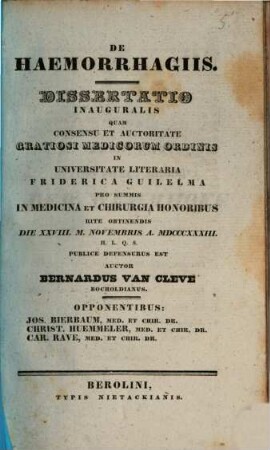 DE
HAEMORRHAGIIS.
DISSERTATIO
INAUGURALIS
QUAM
CONSENSU ET AUCTORITATE
GRATIOSI MEDICORUM ORDINIS
IN
UNIVERSITATE LITERARIA
FRIDERICA GUILELMA
PRO SUMMIS
IN MEDICINA ET CHIRURGIA HONORIBUS
RITE OBTINENDIS
DIE XXVIII M. NOVEMBRIS A. MDCCCXXXIII.
H. L. Q. S.
PUBLICE DEFENSURUS EST
AUCTOR
BERNARDUS VAN CLEVE
BOCHOLDIANUS.
OPPONENTIBUS:
JOS. BIERBAUM, MED. ET CHIR. DR.
CHRIST. HUEMMELER, MED. ET CHIR. DR.
CAR. RAVE, MED. ET CHIR. DR.
BEROLINI,
TYPIS NIETACKIANIS.